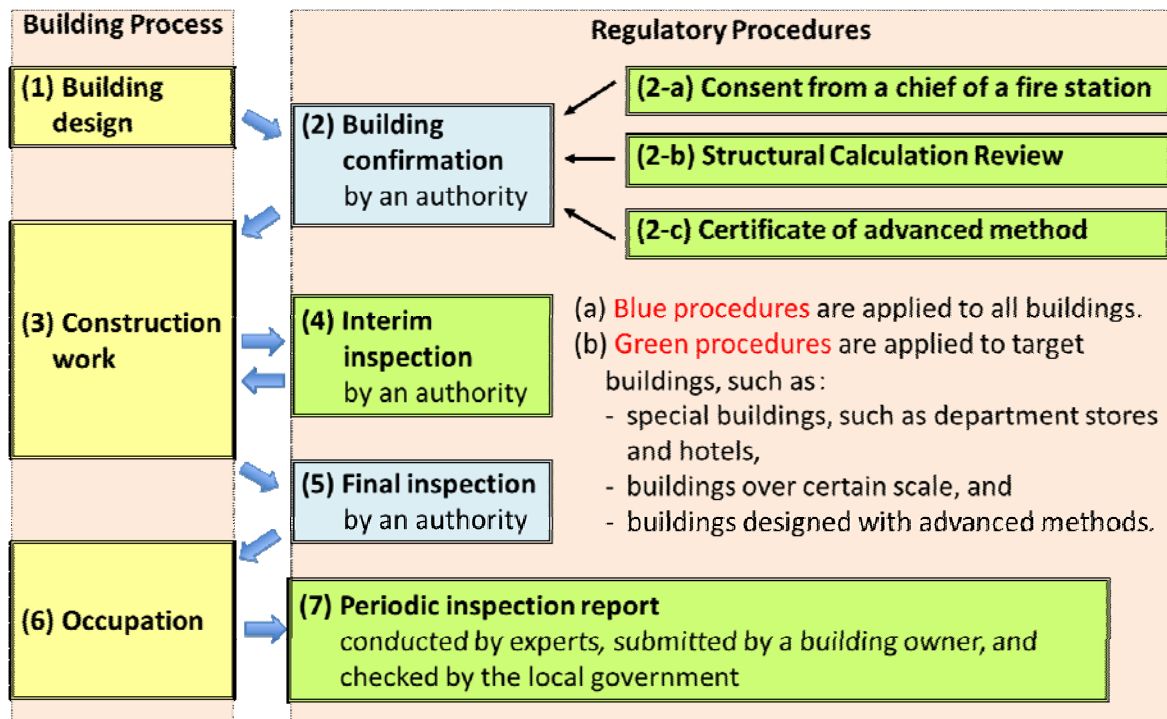 Building Process
Regulatory Procedures
(1) Building
design
(2) Building
confirmation
by an authority
(2-a) Consent from a chief of a fire station
(2-b) Structural Calculation Review
(2-c) Certificate of advanced method
(3) Construction
work
(4) Interim
inspection
by an authority
(a) Blue procedures are applied to all buildings.
(b) Green procedures are applied to target
buildings, such as:
- special buildings, such as department stores
and hotels,
- buildings over certain scale, and
- buildings designed with advanced methods.
(5) Final inspection
by an authority
(6) Occupation
(7) Periodic inspection report
conducted by experts, submitted by a building owner, and
checked by the local government